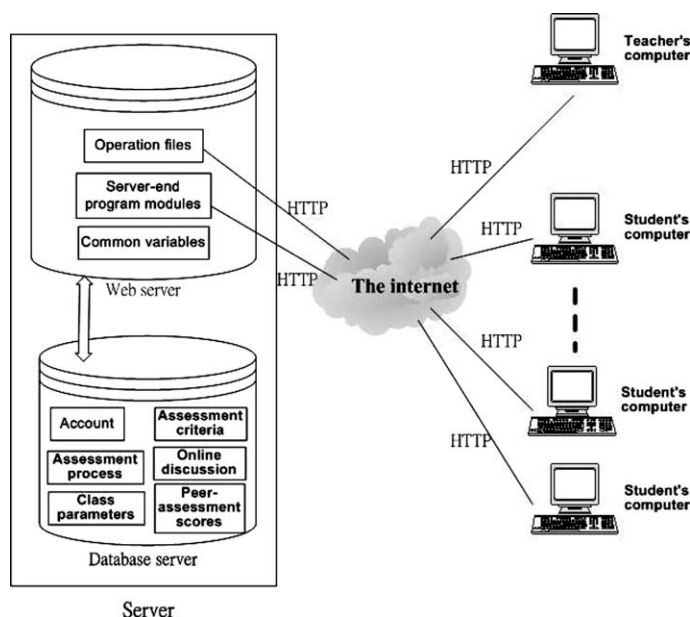 Operation files
Server-end
program modules
Common variables
Web server
Account
Assessment
criteria
Assessment
process
Online
discussion
Class
parameters
Peer-
assessment
scores
Database server
Server
HTTP
HTTP
The internet
HTTP
HTTP
HTTP
HTTP
Teacher's
computer
Student's
computer
Student's
computer
Student's
computer